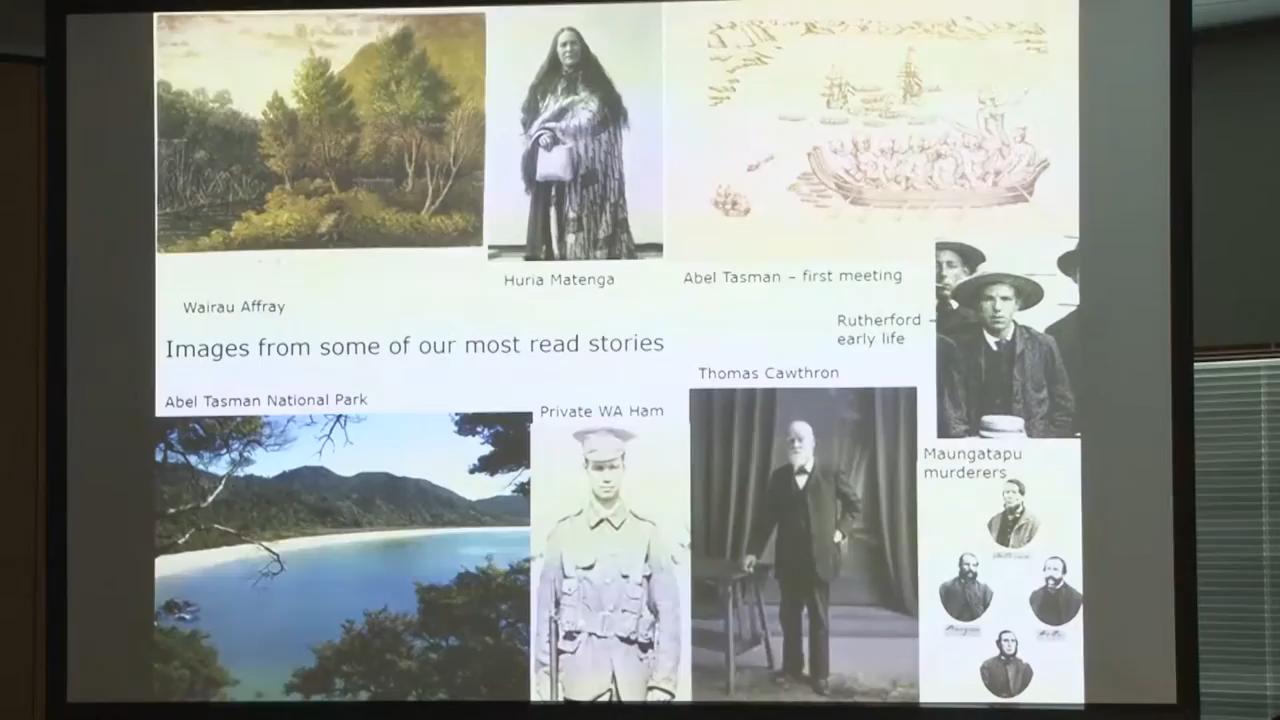 Wairau Affray
Huria Matenga
Abel Tasman – first meeting
Rutherford -
early life
Images from some of our most read stories
Thomas Cawthron
Abel Tasman National Park
Private WA Ham
Maungatapu
murderers